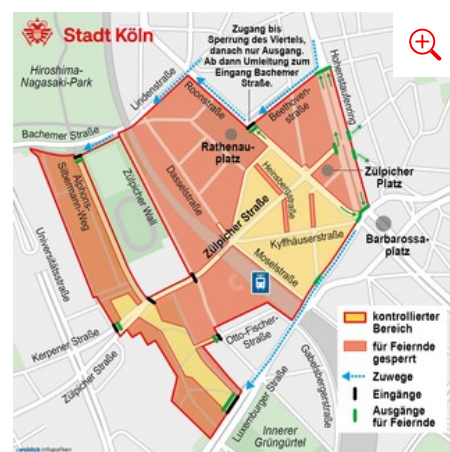 Stadt Köln
Zugang bis
Sperrung des Viertels,
danach nur Ausgang.
Ab dann Umleitung zum
Eingang Bachemer
Straße.
Hiroshima-
Nagasaki-Park
Lindenstraße
Roonstraße
Beethoven-
straße
Hohenstaufenring
Bachemer Straße
Rathenau-
platz
Zülpicher
Platz
Alphons-
Silbermann-Weg
Zülpicher Wall
Dasselstraße
Heinsbergstraße
Zülpicher Straße
Kyffhäuserstraße
Barbarossa-
platz
Universitätsstraße
Moselstraße
Kerpener Straße
Otto-Fischer-
Straße
Zülpicher Straße
Luxemburger Straße
Gabelsbergerstraße
Innerer
Grüngürtel
kontrollierter
Bereich
für Feiernde
gesperrt
Zuwege
Eingänge
Ausgänge
für Feiernde